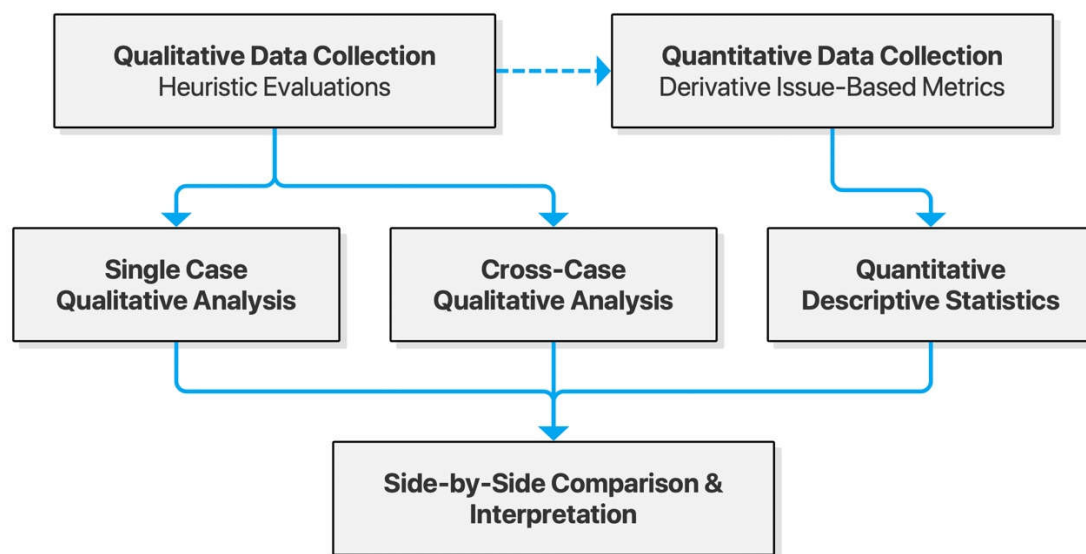 Qualitative Data Collection
Heuristic Evaluations
Quantitative Data Collection
Derivative Issue-Based Metrics
Single Case
Qualitative Analysis
Cross-Case
Qualitative Analysis
Quantitative
Descriptive Statistics
Side-by-Side Comparison &
Interpretation